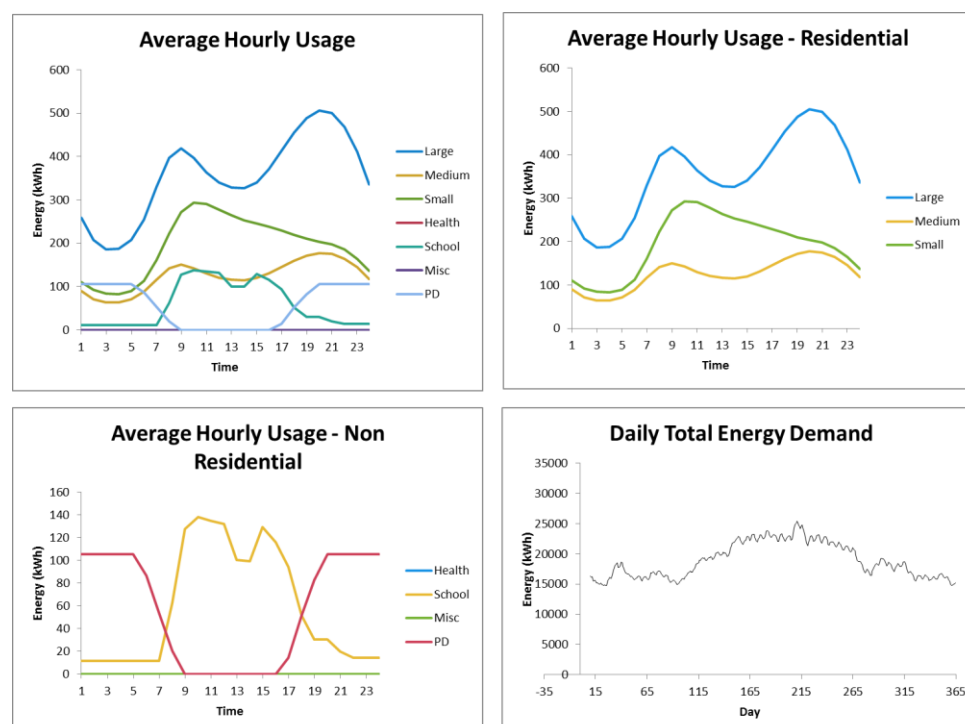 Average Hourly Usage
600
500
400
300
200
100
0
Energy (kWh)
1 3 5 7 9 11 13 15 17 19 21 23
Time
Large
Medium
Small
Health
School
Misc
PD
Average Hourly Usage - Residential
600
500
400
300
200
100
0
Energy (kWh)
1 3 5 7 9 11 13 15 17 19 21 23
Time
Large
Medium
Small
Average Hourly Usage - Non
Residential
160
140
120
100
80
60
40
20
0
Energy (kWh)
1 3 5 7 9 11 13 15 17 19 21 23
Time
Health
School
Misc
PD
Daily Total Energy Demand
35000
30000
25000
20000
15000
10000
5000
0
Energy (kWh)
-35 15 65 115 165 215 265 315 365
Day